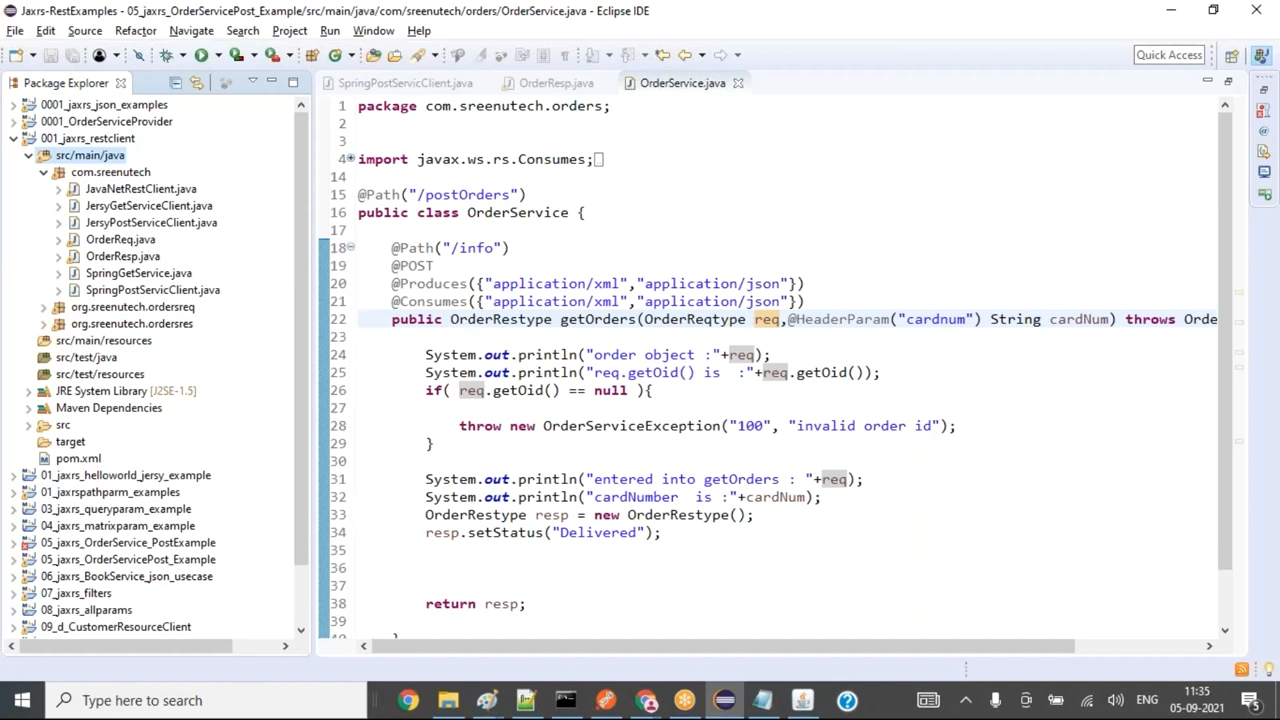 Jaxrs-RestExamples - 05_jaxrs_OrderServicePost_Example/src/main/java/com/sreenutech/orders/OrderService.java - Eclipse IDE
File Edit Source Refactor Navigate Search Project Run Window Help
Quick Access
Package Explorer
0001_jaxrs_json_examples
0001_OrderServiceProvider
001_jaxrs_restclient
src/main/java
com.sreenutech
JavaNetRestClient.java
JersyGetServiceClient.java
JersyPostServiceClient.java
OrderReq.java
OrderResp.java
SpringGetService.java
SpringPostServicClient.java
org.sreenutech.ordersreq
org.sreenutech.ordersres
src/main/resources
src/test/java
src/test/resources
JRE System Library [J2SE-1.5]
Maven Dependencies
src
target
pom.xml
01_jaxrs_helloworld_jersy_example
01_jaxrspathparm_examples
03_jaxrs_queryparam_example
04_jaxrs_matrixparam_example
05_jaxrs_OrderService_PostExample
05_jaxrs_OrderServicePost_Example
06_jaxrs_BookService_json_usecase
07_jaxrs_filters
08_jaxrs_allparams
09_d_CustomerResourceClient
SpringPostServicClient.java OrderResp.java OrderService.java
1 package com.sreenutech.orders;
2
3
4 import javax.ws.rs.Consumes;
14
15 @Path("/postOrders")
16 public class OrderService {
17
18 @Path("/info")
19 @POST
20 @Produces({"application/xml","application/json"})
21 @Consumes({"application/xml","application/json"})
22 public OrderRestype getOrders(OrderReqtype req,@HeaderParam("cardnum") String cardNum) throws Orde
23
24 System.out.println("order object :"+req);
25 System.out.println("req.getOid() is :"+req.getOid());
26 if( req.getOid() == null ){
27
28 throw new OrderServiceException("100", "invalid order id");
29 }
30
31 System.out.println("entered into getOrders : "+req);
32 System.out.println("cardNumber is :"+cardNum);
33 OrderRestype resp = new OrderRestype();
34 resp.setStatus("Delivered");
35
36
37
38 return resp;
39
Type here to search
ENG
11:35
05-09-2021
5